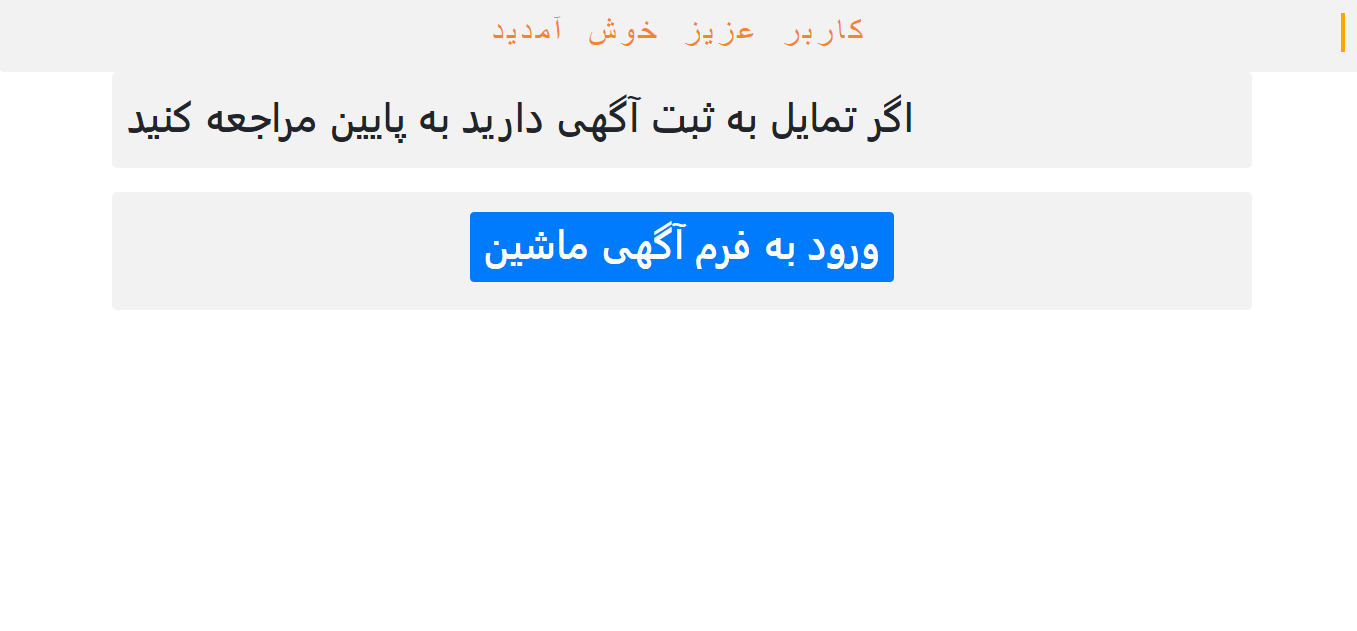 کاربر عزیز خوش آمدید
اگر تمایل به ثبت آگهی دارید به پایین مراجعه کنید
ورود به فرم آگهی ماشین